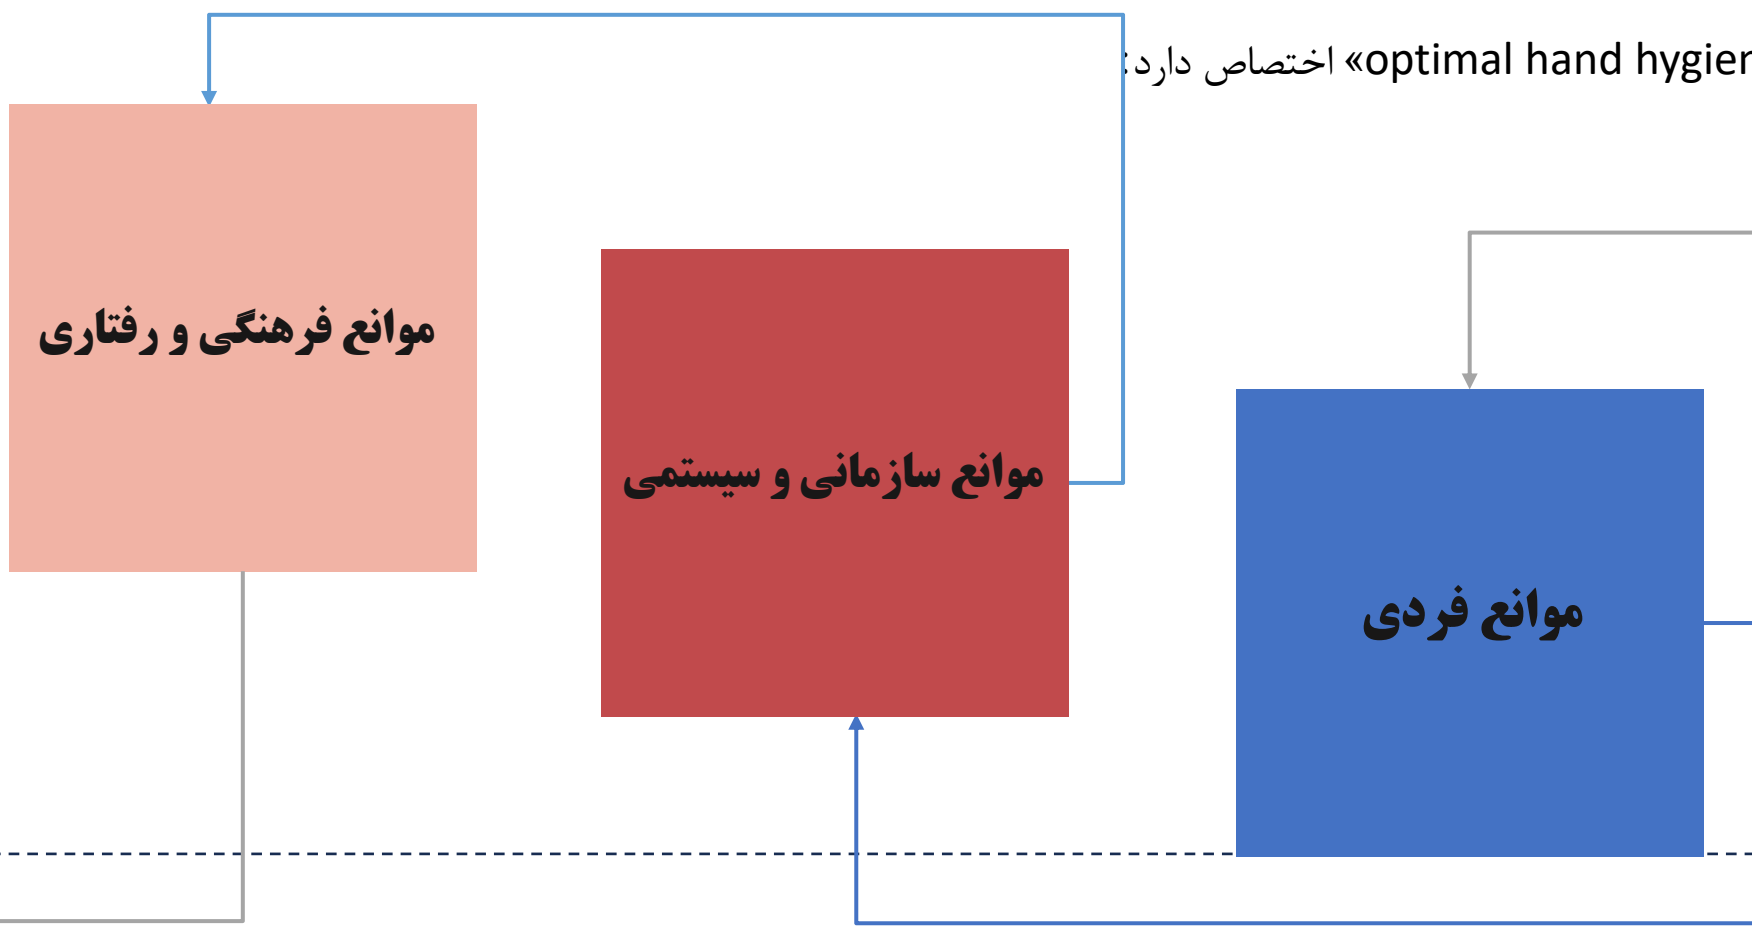 optimal hand hygien» اختصاص دارد:
موانع فردی
موانع سازمانی و سیستمی
موانع فرهنگی و رفتاری